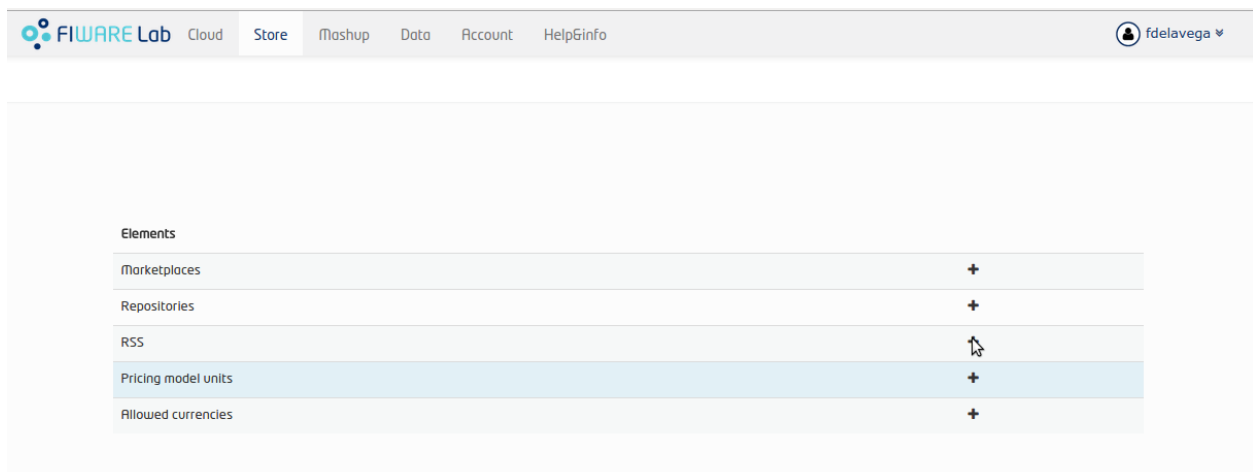 FIWARE Lab Cloud Store Mashup Data Account Help&info fdelavega
Elements
Marketplaces
Repositories
RSS
Pricing model units
Allowed currencies